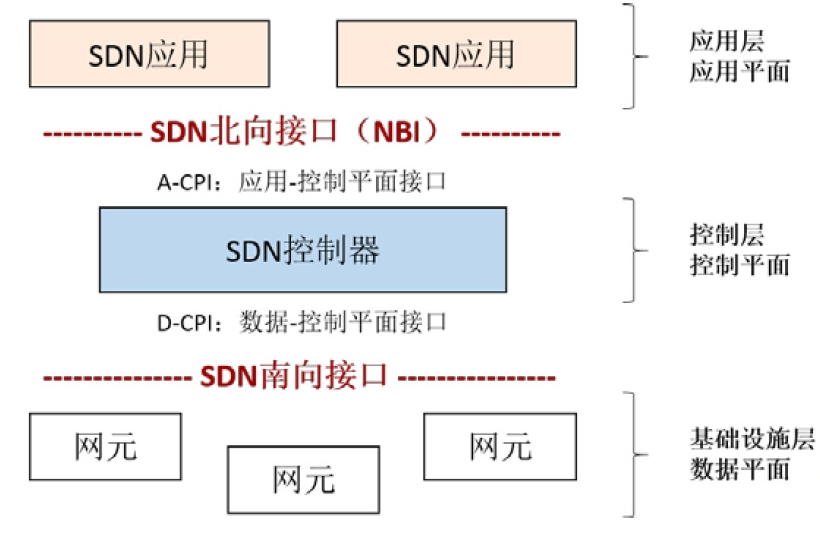 SDN应用
SDN应用
应用层
应用平面
---------- SDN北向接口（NBI） ----------
A-CPI：应用-控制平面接口
SDN控制器
控制层
控制平面
D-CPI：数据-控制平面接口
--------------- SDN南向接口 ----------------
网元
网元
网元
基础设施层
数据平面